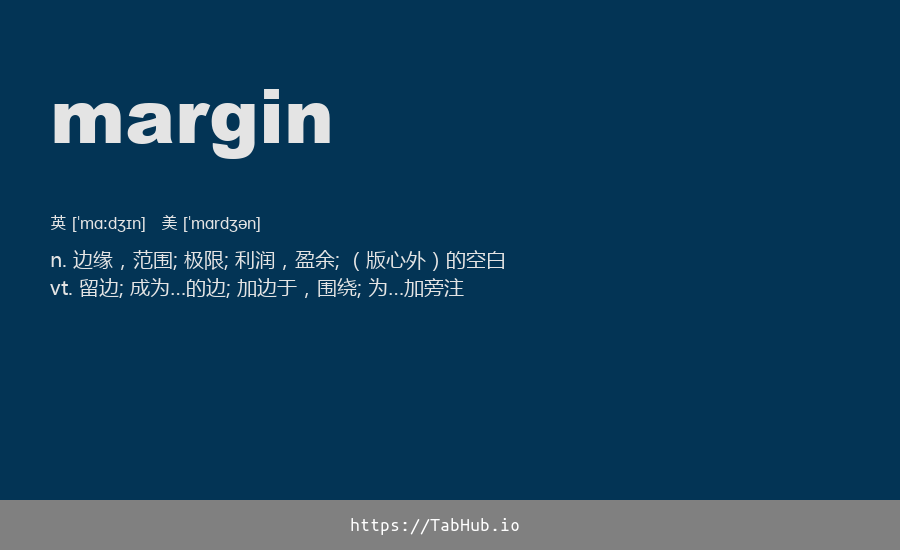 margin
英 [ˈmɑːdʒɪn]   美 [ˈmɑrdʒən]
n. 边缘，范围; 极限; 利润，盈余; （版心外）的空白
vt. 留边; 成为…的边; 加边于，围绕; 为…加旁注
https://TabHub.io